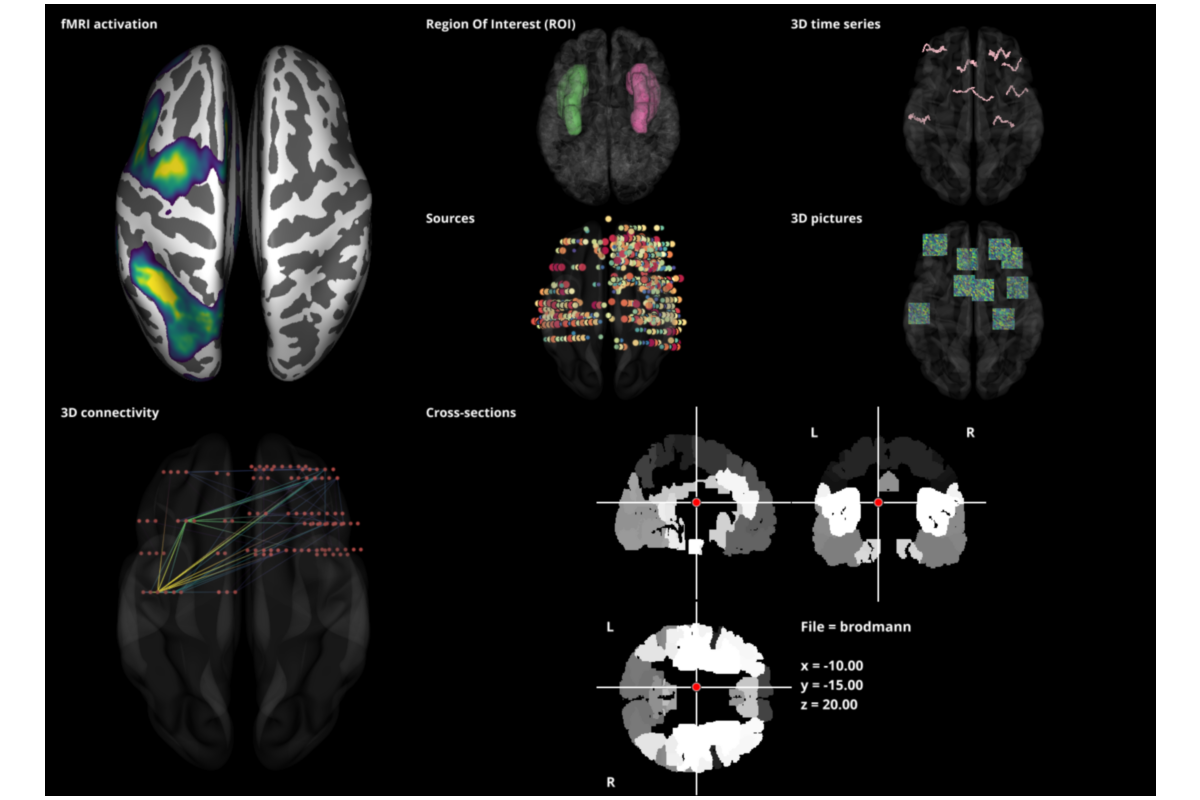 fMRI activation
Region Of Interest (ROI)
3D time series
Sources
3D pictures
3D connectivity
Cross-sections
L
R
L
File = brodmann
x = -10.00
y = -15.00
z = 20.00
R